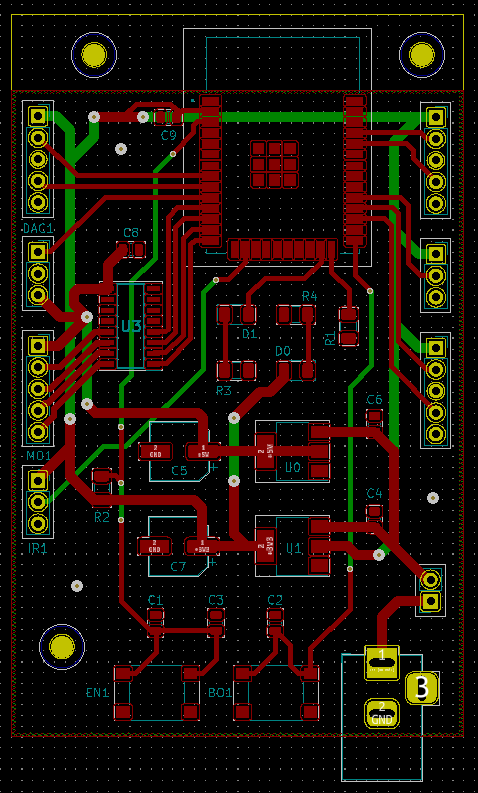 C9
DAC1
C8
U3
R4
D1
R1
D0
R3
C6
MO1
2 GND
1 +5V
+
C5
2 +5V
U0
R2
C4
IR1
2 GND
1 +3V3
+
C7
2 +3V3
U1
C1
C3
C2
1
3
EN1
BO1
2
GND